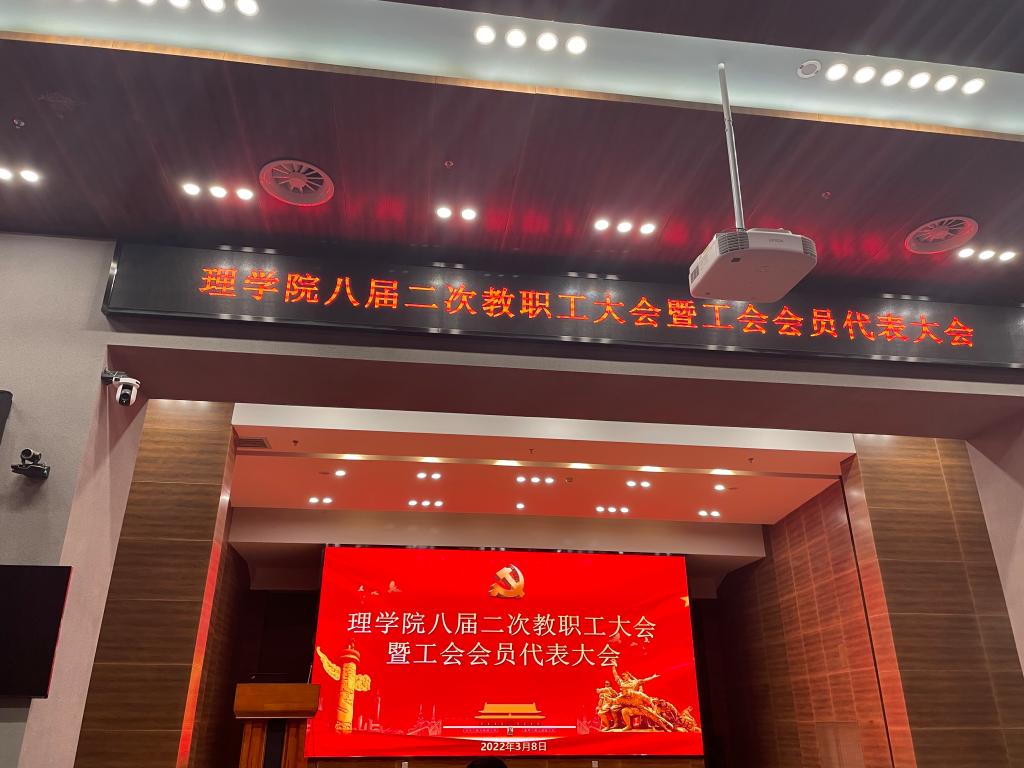 理学院八届二次教职工大会暨工会会员代表大会
EPSON
理学院八届二次教职工大会
暨工会会员代表大会
2022年3月8日